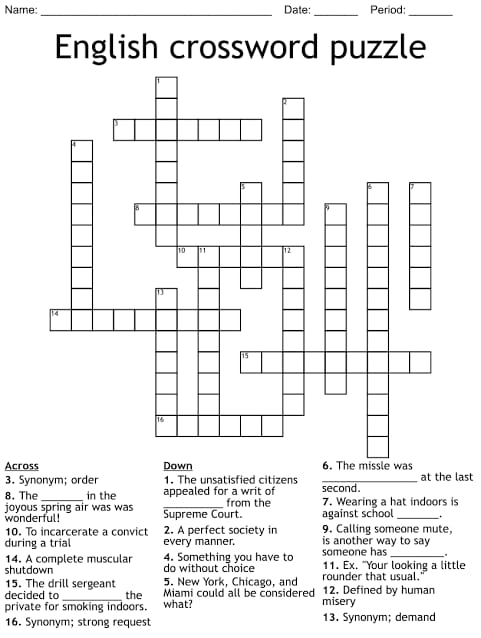 Name: ____________________ Date: _______ Period: _______
English crossword puzzle
1
2
3
4
5
6
7
8
9
10
11
12
13
14
15
16
Across
3. Synonym; order
8. The _______ in the
joyous spring air was was
wonderful!
10. To incarcerate a convict
during a trial
14. A complete muscular
shutdown
15. The drill sergeant
decided to __________ the
private for smoking indoors.
16. Synonym; strong request
Down
1. The unsatisfied citizens
appealed for a writ of
__________ from the
Supreme Court.
2. A perfect society in
every manner.
4. Something you have to
do without choice
5. New York, Chicago, and
Miami could all be considered
what?
6. The missle was
________________ at the last
second.
7. Wearing a hat indoors is
against school _______.
9. Calling someone mute,
is another way to say
someone has _________.
11. Ex. "Your looking a little
rounder that usual."
12. Defined by human
misery
13. Synonym; demand